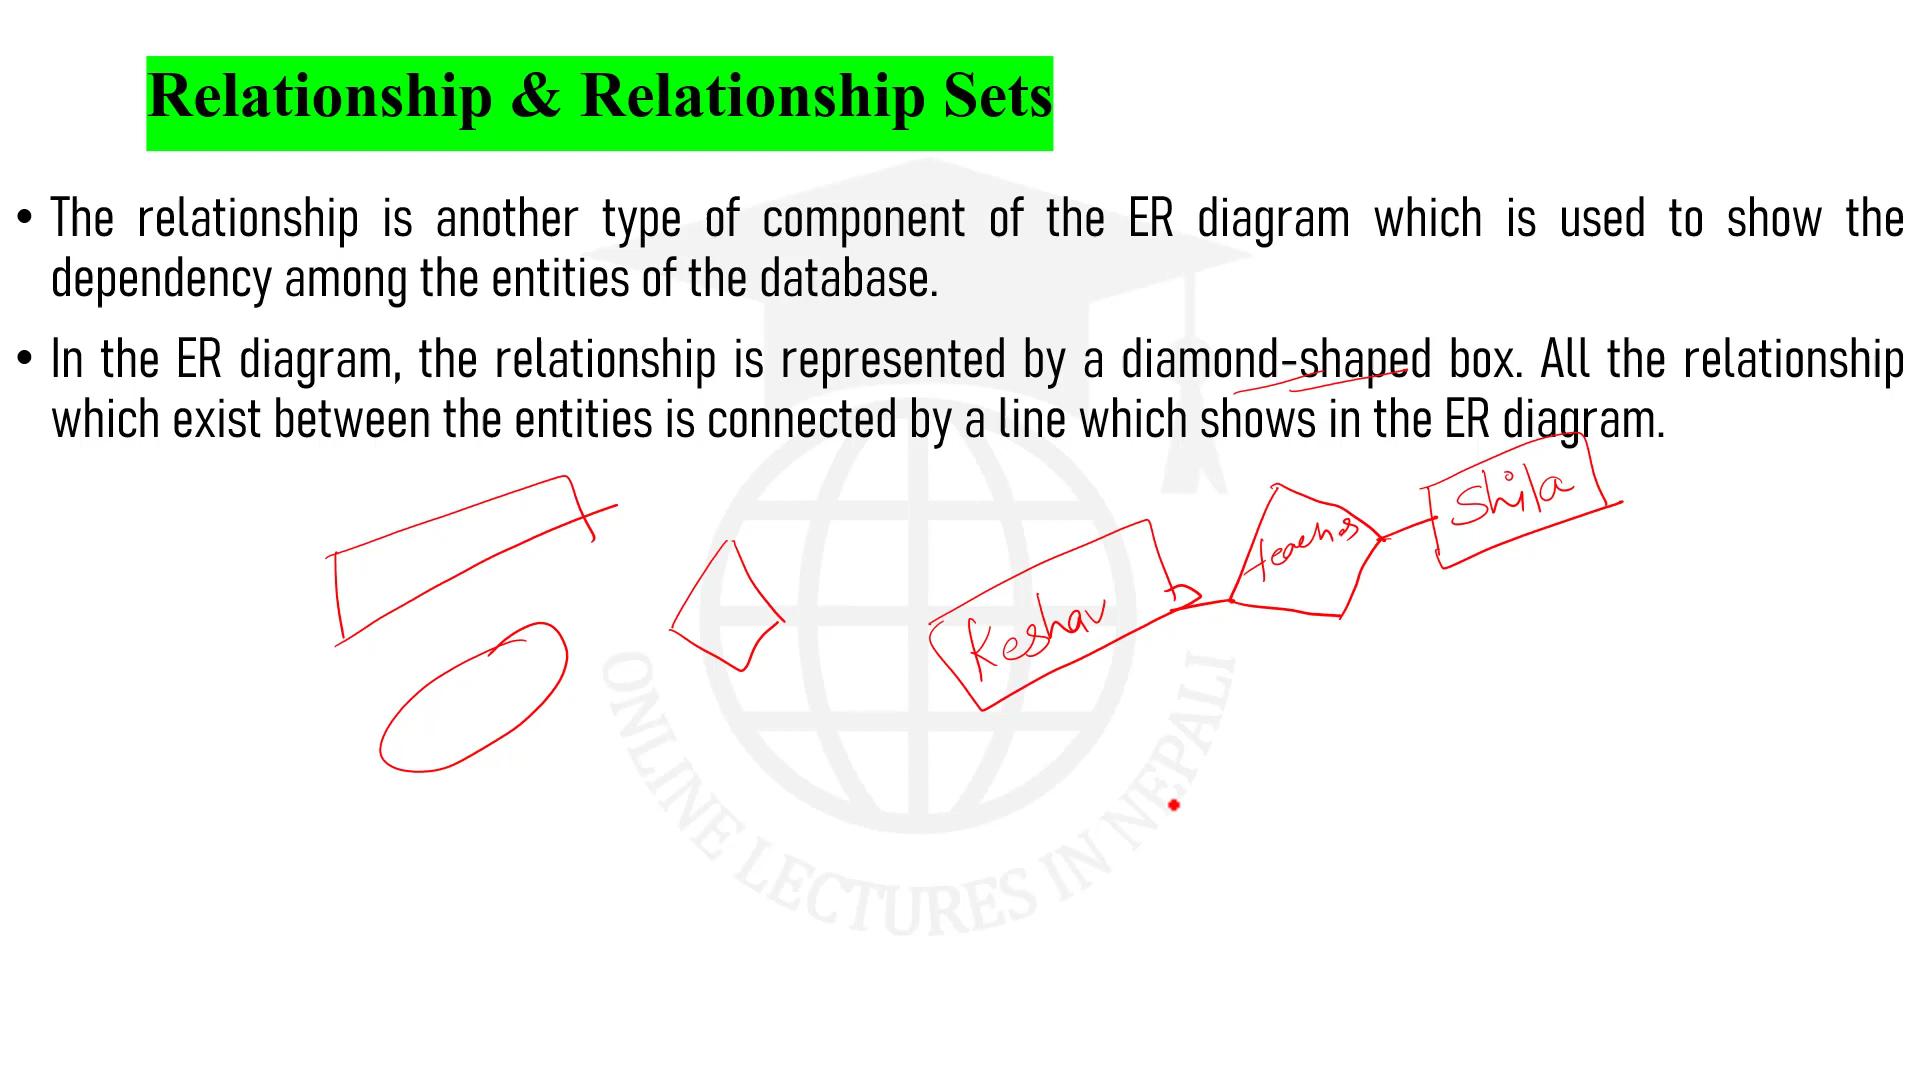 Relationship & Relationship Sets
• The relationship is another type of component of the ER diagram which is used to show the
dependency among the entities of the database.
• In the ER diagram, the relationship is represented by a diamond-shaped box. All the relationship
which exist between the entities is connected by a line which shows in the ER diagram.
Keshav
teaches
Shila
ONLINE LECTURES IN NEPALI